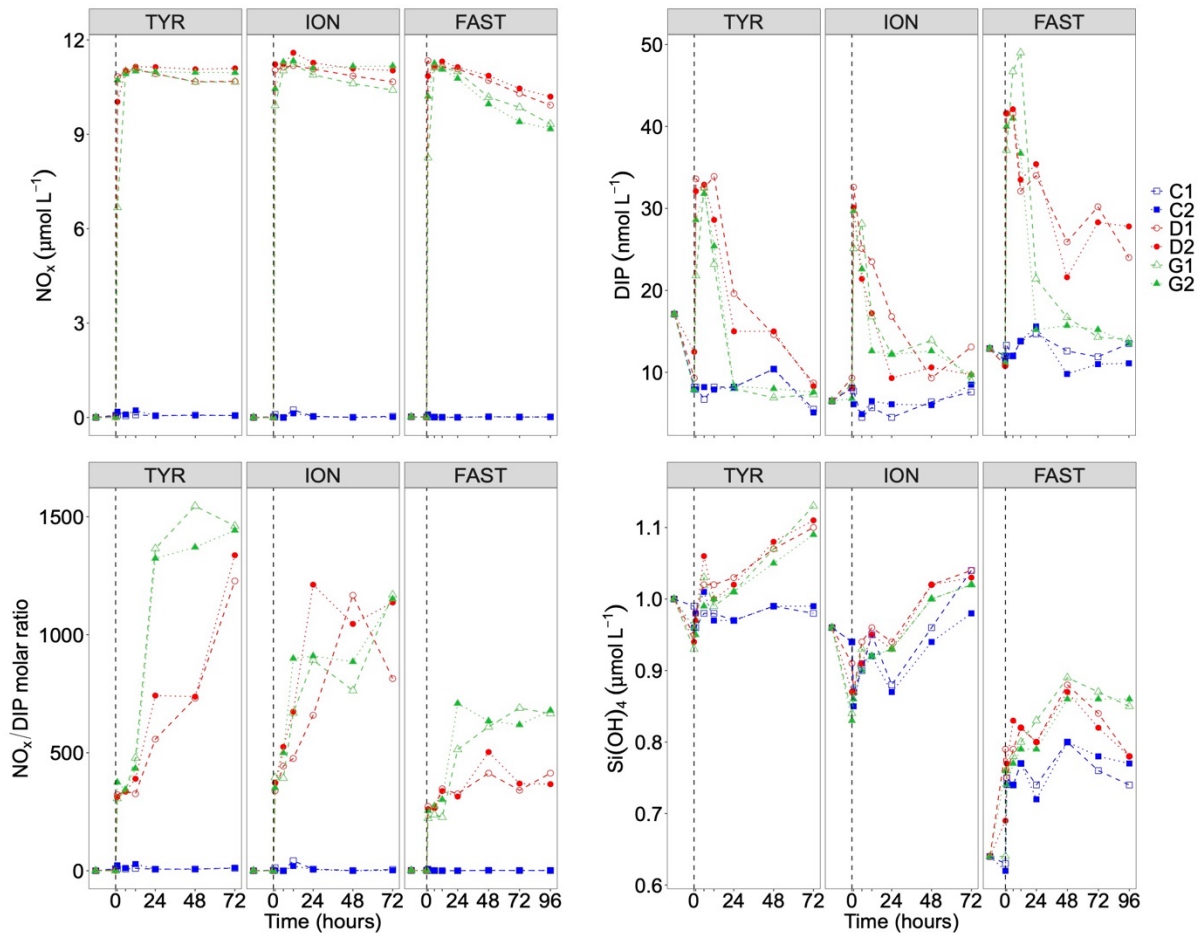 TYR ION FAST
12
9
6
3
0
NOx (µmol L−1)
TYR ION FAST
50
40
30
20
10
DIP (nmol L−1)
C1
C2
D1
D2
G1
G2
TYR ION FAST
1500
1000
500
0
NOx/DIP molar ratio
0 24 48 72 0 24 48 72 0 24 48 72 96
Time (hours)
TYR ION FAST
1.1
1.0
0.9
0.8
0.7
0.6
Si(OH)4 (µmol L−1)
0 24 48 72 0 24 48 72 0 24 48 72 96
Time (hours)